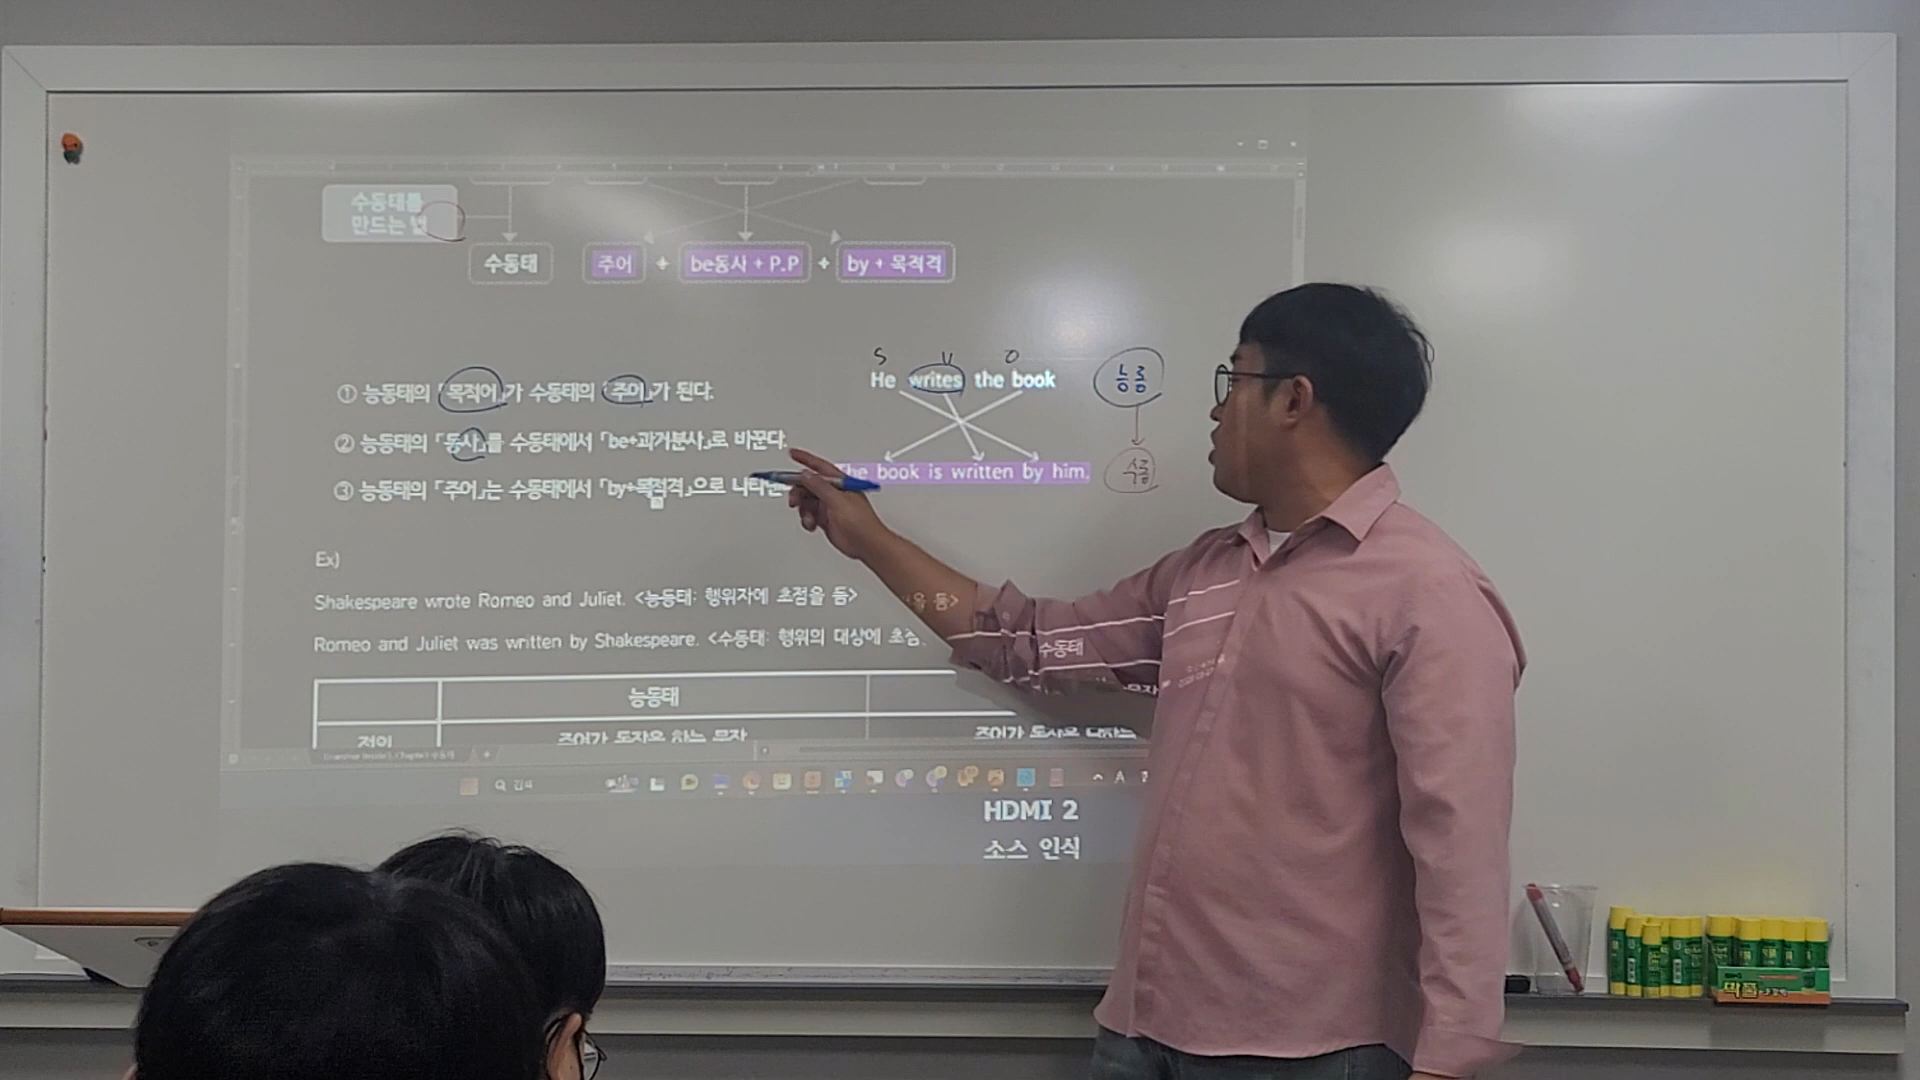 수동태를
만드는 법
수동태 주어 + be동사 + P.P + by + 목적격
S V O
He writes the book
능동
① 능동태의 「목적어」가 수동태의 「주어」가 된다.
② 능동태의 「동사」를 수동태에서 「be+과거분사」로 바꾼다.
The book is written by him.
수동
③ 능동태의 「주어」는 수동태에서 「by+목적격」으로
Ex)
Shakespeare wrote Romeo and Juliet. <능동태: 행위자에 초점을 둠>
Romeo and Juliet was written by Shakespeare. <수동태: 행위의 대상에 초점
을 둠>
능동태
수동태
정의
주어가 동작을 하는 문장
주어가 동작을
HDMI 2
소스 인식